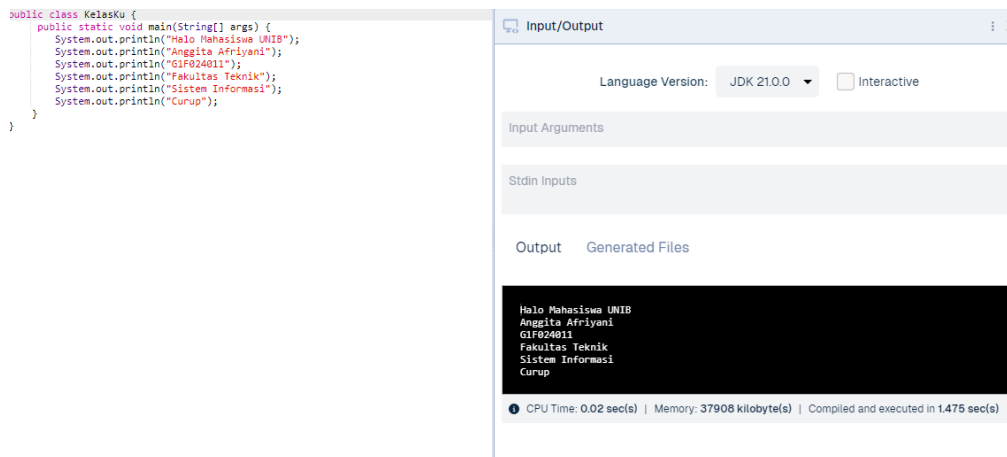 public class KelasKu {
public static void main(String[] args) {
System.out.println("Halo Mahasiswa UNIB");
System.out.println("Anggita Afriyani");
System.out.println("G1F024011");
System.out.println("Fakultas Teknik");
System.out.println("Sistem Informasi");
System.out.println("Curup");
}
}
Input/Output
Language Version: JDK 21.0.0 Interactive
Input Arguments
Stdin Inputs
Output Generated Files
Halo Mahasiswa UNIB
Anggita Afriyani
G1F024011
Fakultas Teknik
Sistem Informasi
Curup
CPU Time: 0.02 sec(s) | Memory: 37908 kilobyte(s) | Compiled and executed in 1.475 sec(s)